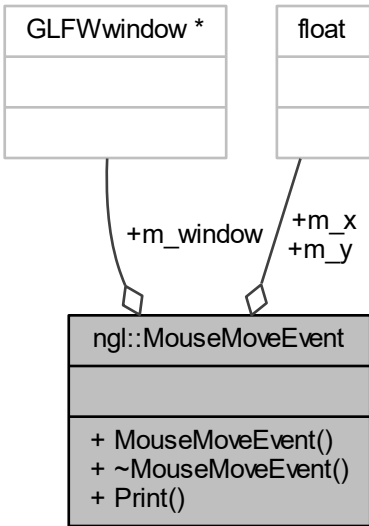 GLFWwindow *
float
+m_window
+m_x
+m_y
ngl::MouseMoveEvent
+ MouseMoveEvent()
+ ~MouseMoveEvent()
+ Print()